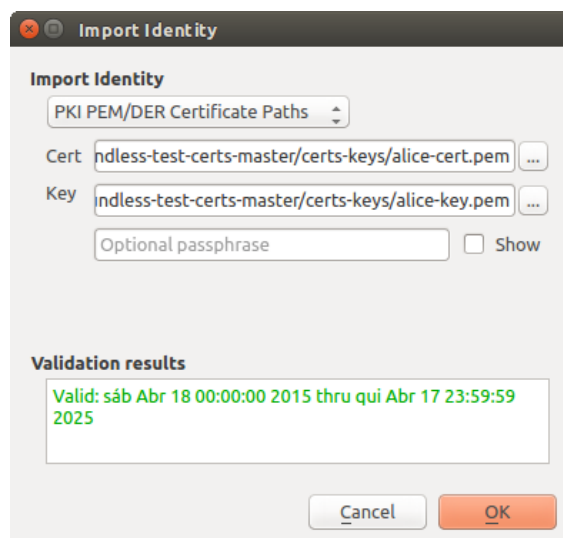 Import Identity
Import Identity
PKI PEM/DER Certificate Paths
Cert ndless-test-certs-master/certs-keys/alice-cert.pem ...
Key indless-test-certs-master/certs-keys/alice-key.pem ...
Optional passphrase Show
Validation results
Valid: sáb Abr 18 00:00:00 2015 thru qui Abr 17 23:59:59
2025
Cancel OK